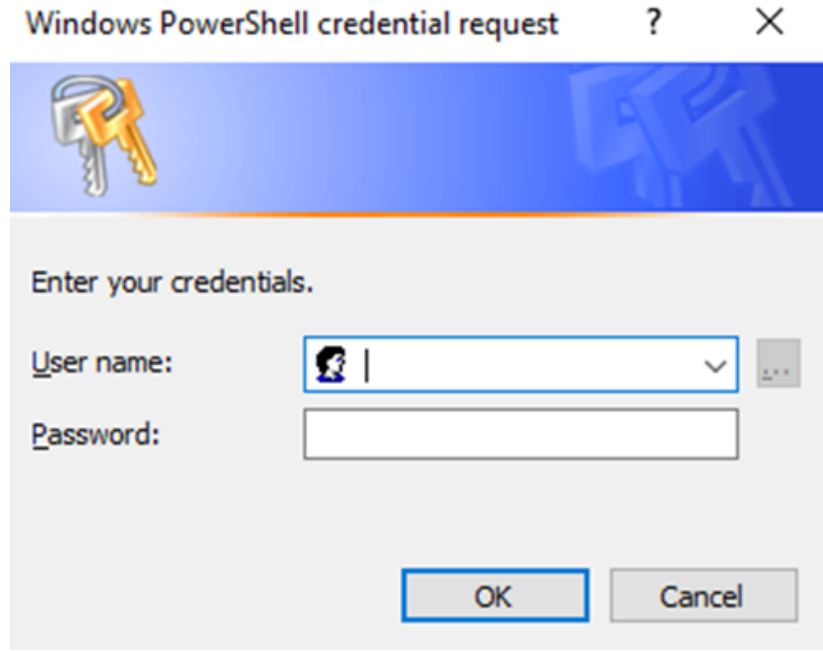 Windows PowerShell credential request ?
Enter your credentials.
User name:
...
Password:
OK Cancel